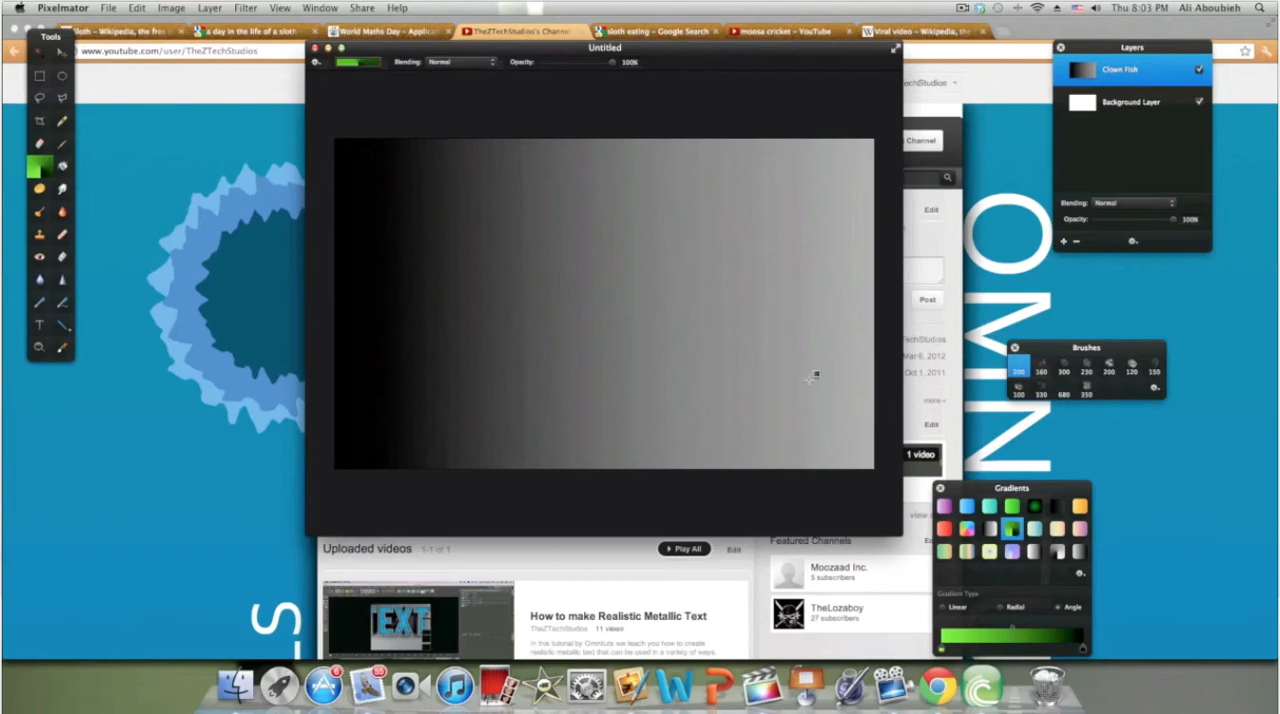 Pixelmator File Edit Image Layer Filter View Window Share Help Thu 8:03 PM Ali Aboubieh
Sloth – Wikipedia, the free
a day in the life of a sloth
World Maths Day – Applicati
TheZTechStudios's Channel
sloth eating – Google Search
moosa cricket – YouTube
Viral video – Wikipedia, the
www.youtube.com/user/TheZTechStudios
Tools
T
Untitled
Blending: Normal Opacity: 100%
Layers
Clown Fish
Background Layer
Blending: Normal
Opacity: 100%
echStudios
Channel
Edit
Post
echStudios
Mar 6, 2012
Oct 1, 2011
more
Edit
1 video
OMIN
S
Brushes
200 160 300 230 200 120 150
100 330 680 350
Gradients
Gradient Type
Linear Radial Angle
Uploaded videos 1-1 of 1 Play All Edit
Featured Channels
Moozaad Inc.
5 subscribers
TheLozaboy
27 subscribers
How to make Realistic Metallic Text
TheZTechStudios 11 views
In this tutorial by Omnitute we teach you how to create
realistic metallic text that can be used in a variety of ways.
TEXT
6
55